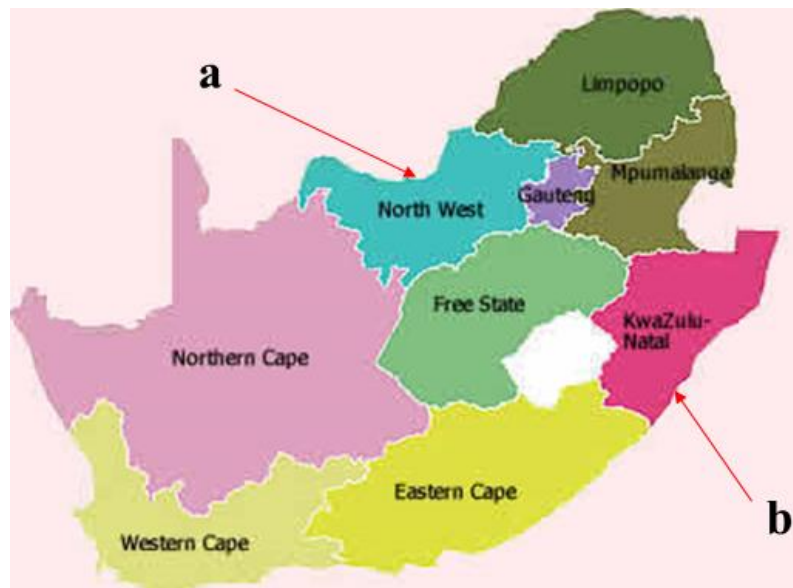 a
Limpopo
Mpumalanga
Gauteng
North West
Free State
KwaZulu-
Natal
Northern Cape
Eastern Cape
b
Western Cape